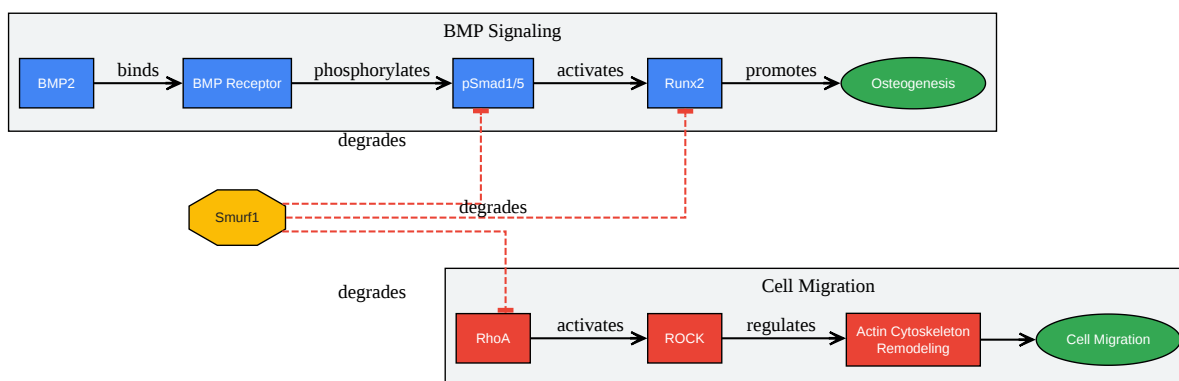 BMP Signaling
BMP2
binds
BMP Receptor
phosphorylates
pSmad1/5
activates
Runx2
promotes
Osteogenesis
degrades
Smurf1
degrades
degrades
Cell Migration
RhoA
activates
ROCK
regulates
Actin Cytoskeleton
Remodeling
Cell Migration